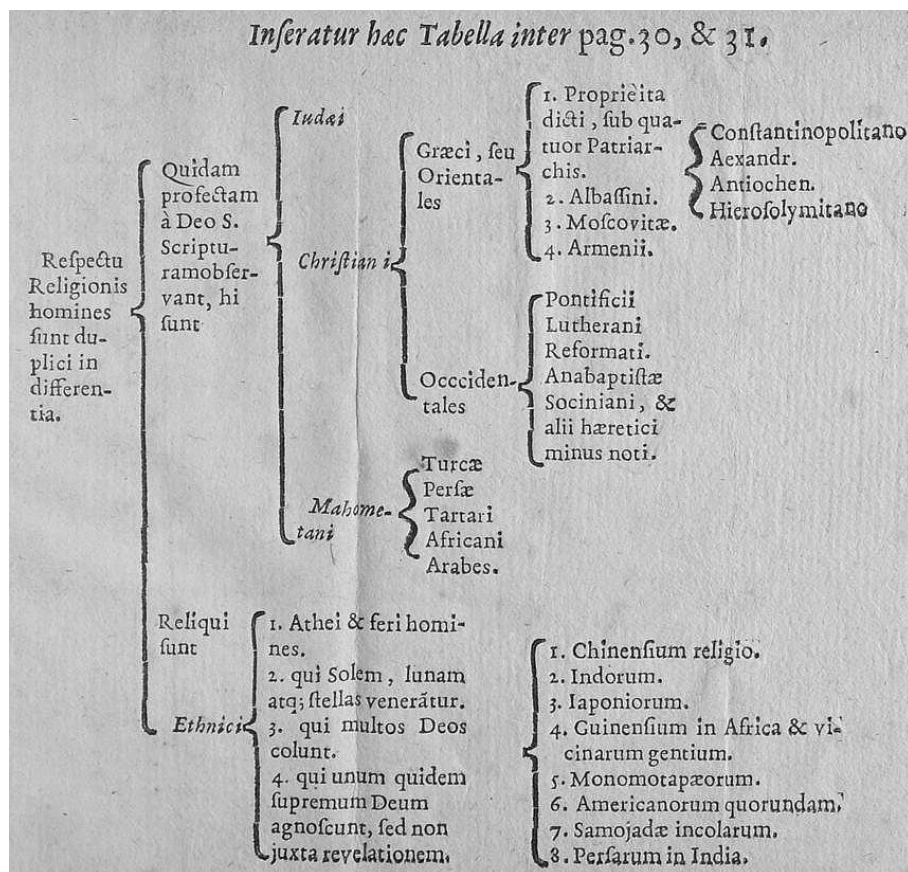 Inſeratur hæc Tabella inter pag.30, & 31.
Reſpectu
Religionis
homines
ſunt du-
plici in
differen-
tia.
Quidam
profectam
à Deo S.
Scriptu-
ramobſer-
vant, hi
ſunt
Iudæi
Chriſtian i
Græci, ſeu
Orienta-
les
1. Propriè ita
dicti, ſub qua-
tuor Patriar-
chis.
2. Albaſſini.
3. Moſcovitæ.
4. Armenii.
Conſtantinopolitano
Aexandr.
Antiochen.
Hieroſolymitano
Occciden-
tales
Pontificii
Lutherani
Reformati.
Anabaptiſtæ
Sociniani, &
alii hæretici
minus noti.
Mahome-
tani
Turcæ
Perſæ
Tartari
Africani
Arabes.
Reliqui
ſunt
Ethnici
1. Athei & feri homi-
nes.
2. qui Solem, lunam
atq; ſtellas venerãtur.
3. qui multos Deos
colunt.
4. qui unum quidem
ſupremum Deum
agnoſcunt, ſed non
juxta revelationem.
1. Chinenſium religio.
2. Indorum.
3. Iaponiorum.
4. Guinenſium in Africa & vi-
cinarum gentium.
5. Monomotapæorum.
6. Americanorum quorundam.
7. Samojadæ incolarum.
8. Perſarum in India.